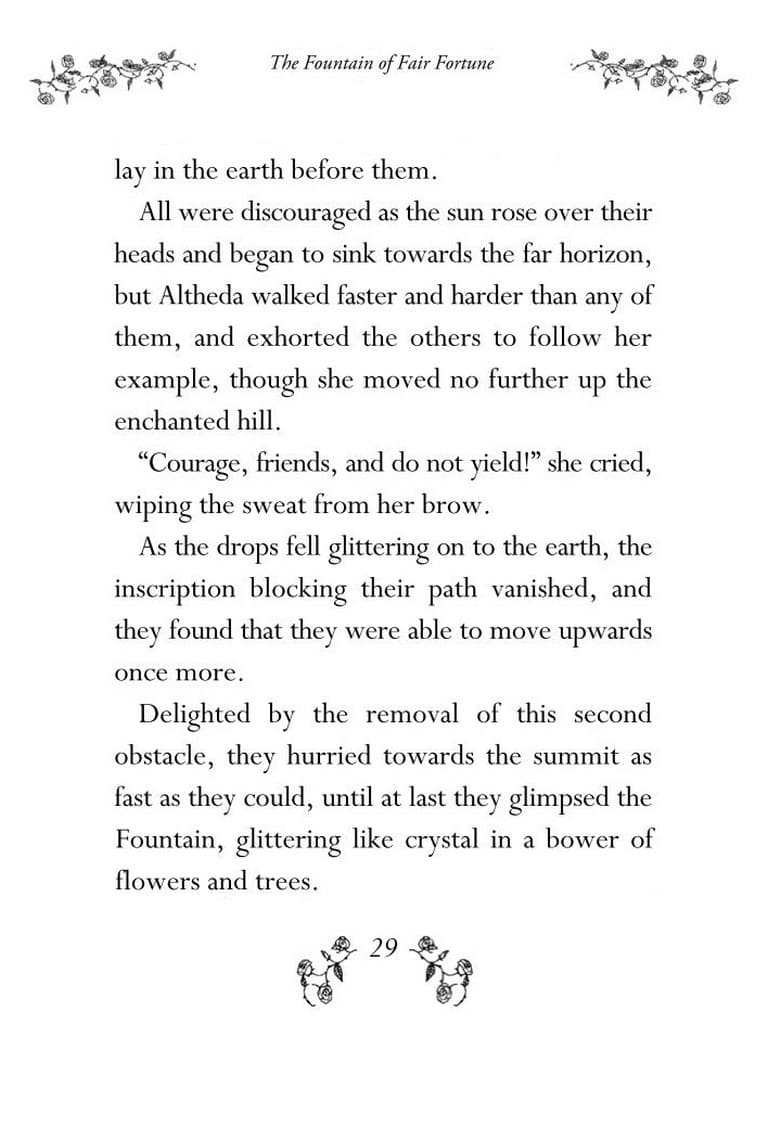 The Fountain of Fair Fortune
lay in the earth before them.
All were discouraged as the sun rose over their
heads and began to sink towards the far horizon,
but Altheda walked faster and harder than any of
them, and exhorted the others to follow her
example, though she moved no further up the
enchanted hill.
“Courage, friends, and do not yield!” she cried,
wiping the sweat from her brow.
As the drops fell glittering on to the earth, the
inscription blocking their path vanished, and
they found that they were able to move upwards
once more.
Delighted by the removal of this second
obstacle, they hurried towards the summit as
fast as they could, until at last they glimpsed the
Fountain, glittering like crystal in a bower of
flowers and trees.
29